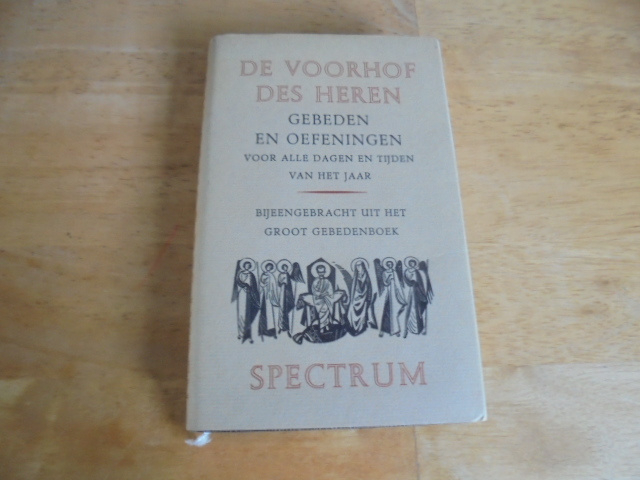 DE VOORHOF
DES HEREN
GEBEDEN
EN OEFENINGEN
VOOR ALLE DAGEN EN TIJDEN
VAN HET JAAR
BIJEENGEBRACHT UIT HET
GROOT GEBEDENBOEK
SPECTRUM